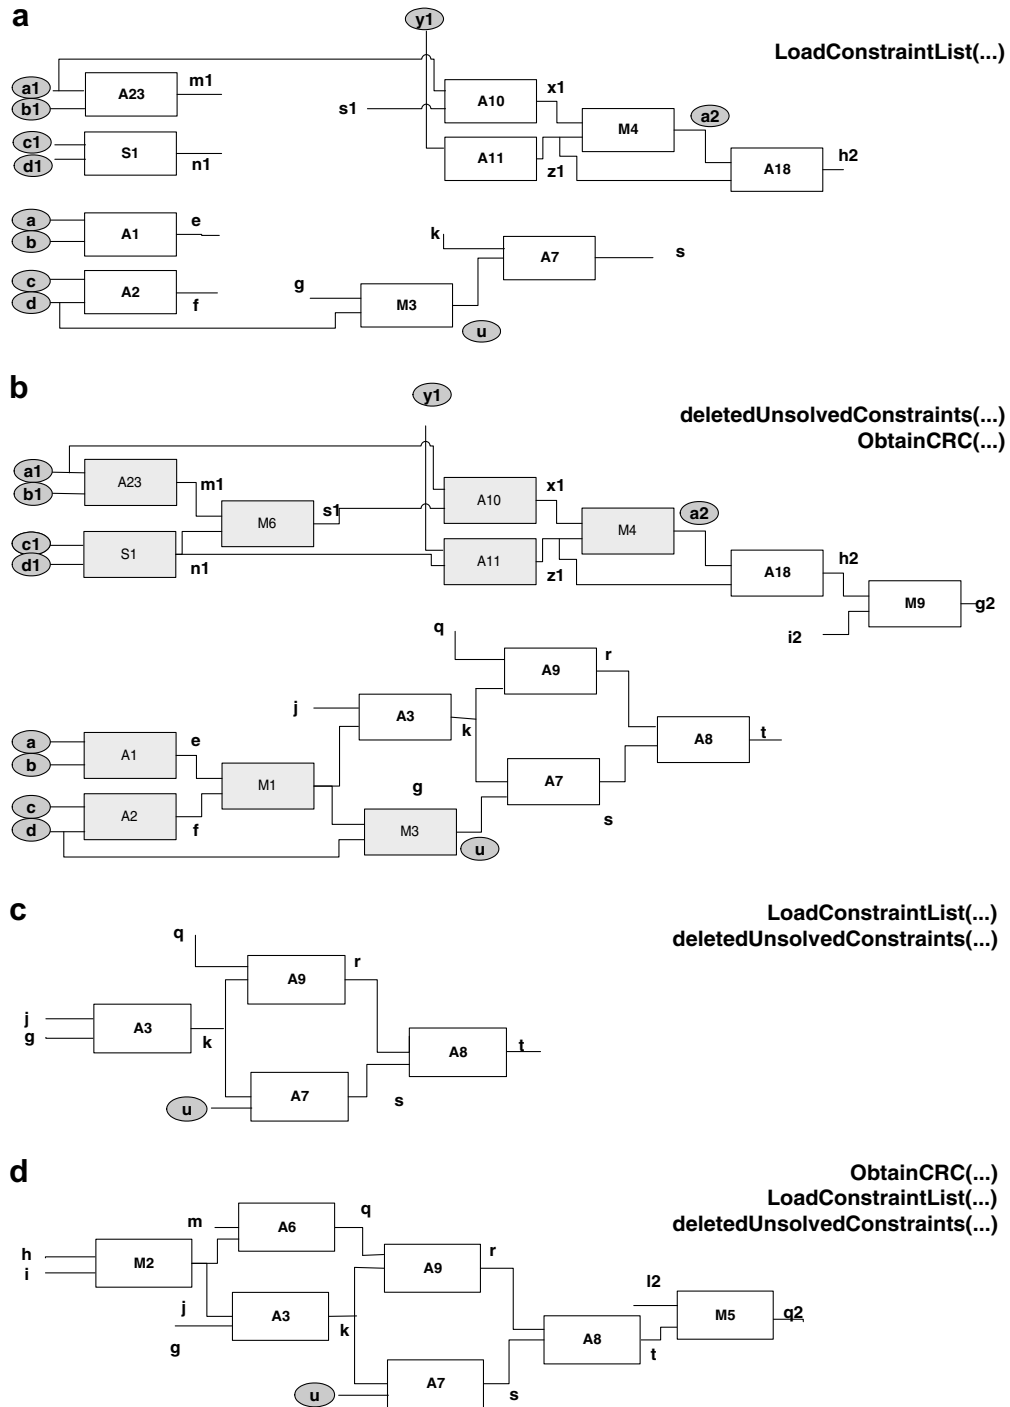 a
y1
LoadConstraintList(...)
a1
b1
A23
m1
s1
A10
x1
M4
a2
c1
d1
S1
n1
A11
z1
A18
h2
a
b
A1
e
k
A7
s
c
d
A2
f
g
M3
u
b
y1
deletedUnsolvedConstraints(...)
ObtainCRC(...)
a1
b1
A23
m1
M6
s1
A10
x1
M4
a2
c1
d1
S1
n1
A11
z1
A18
h2
M9
g2
i2
q
A9
r
j
A3
k
A8
t
a
b
A1
e
M1
g
A7
s
c
d
A2
f
M3
u
c
LoadConstraintList(...)
deletedUnsolvedConstraints(...)
q
A9
r
j
g
A3
k
A8
t
u
A7
s
d
ObtainCRC(...)
LoadConstraintList(...)
deletedUnsolvedConstraints(...)
m
A6
q
h
i
M2
A9
r
l2
M5
q2
j
g
A3
k
A8
t
u
A7
s